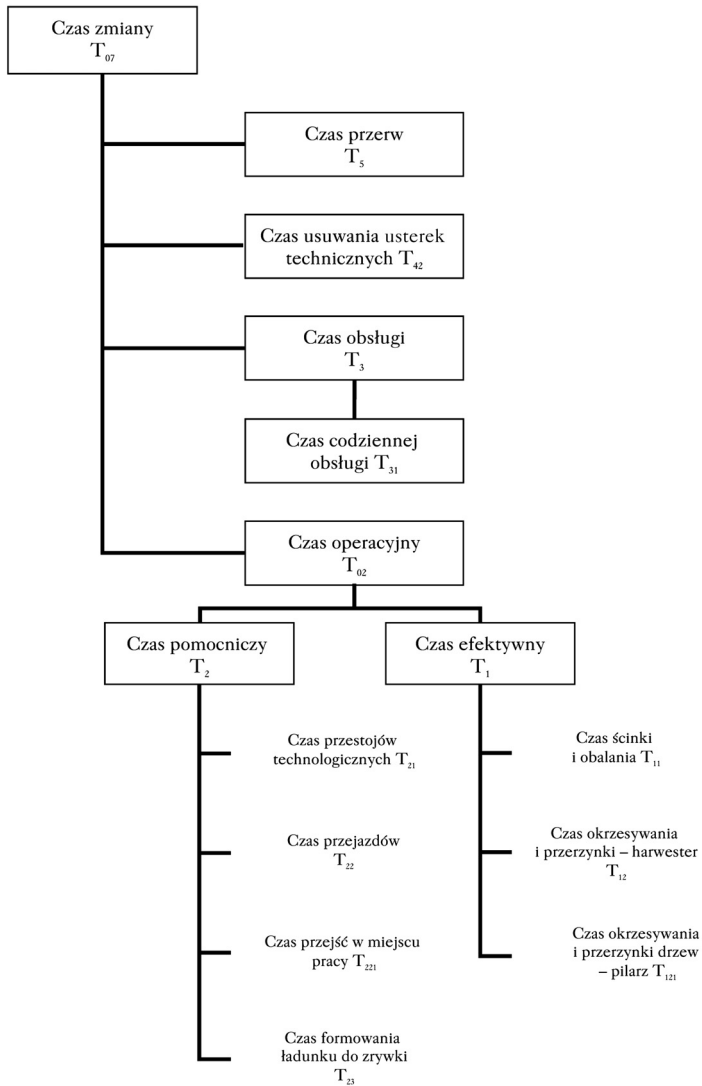 Czas zmiany
T₀₇
Czas przerw
T₅
Czas usuwania usterek
technicznych T₄₂
Czas obsługi
T₃
Czas codziennej
obsługi T₃₁
Czas operacyjny
T₀₂
Czas pomocniczy
T₂
Czas efektywny
T₁
Czas przestojów
technologicznych T₂₁
Czas przejazdów
T₂₂
Czas przejść w miejscu
pracy T₂₂₁
Czas formowania
ładunku do zrywki
T₂₃
Czas ścinki
i obalania T₁₁
Czas okrzesywania
i przerzynki – harwester
T₁₂
Czas okrzesywania
i przerzynki drzew
– pilarz T₁₂₁